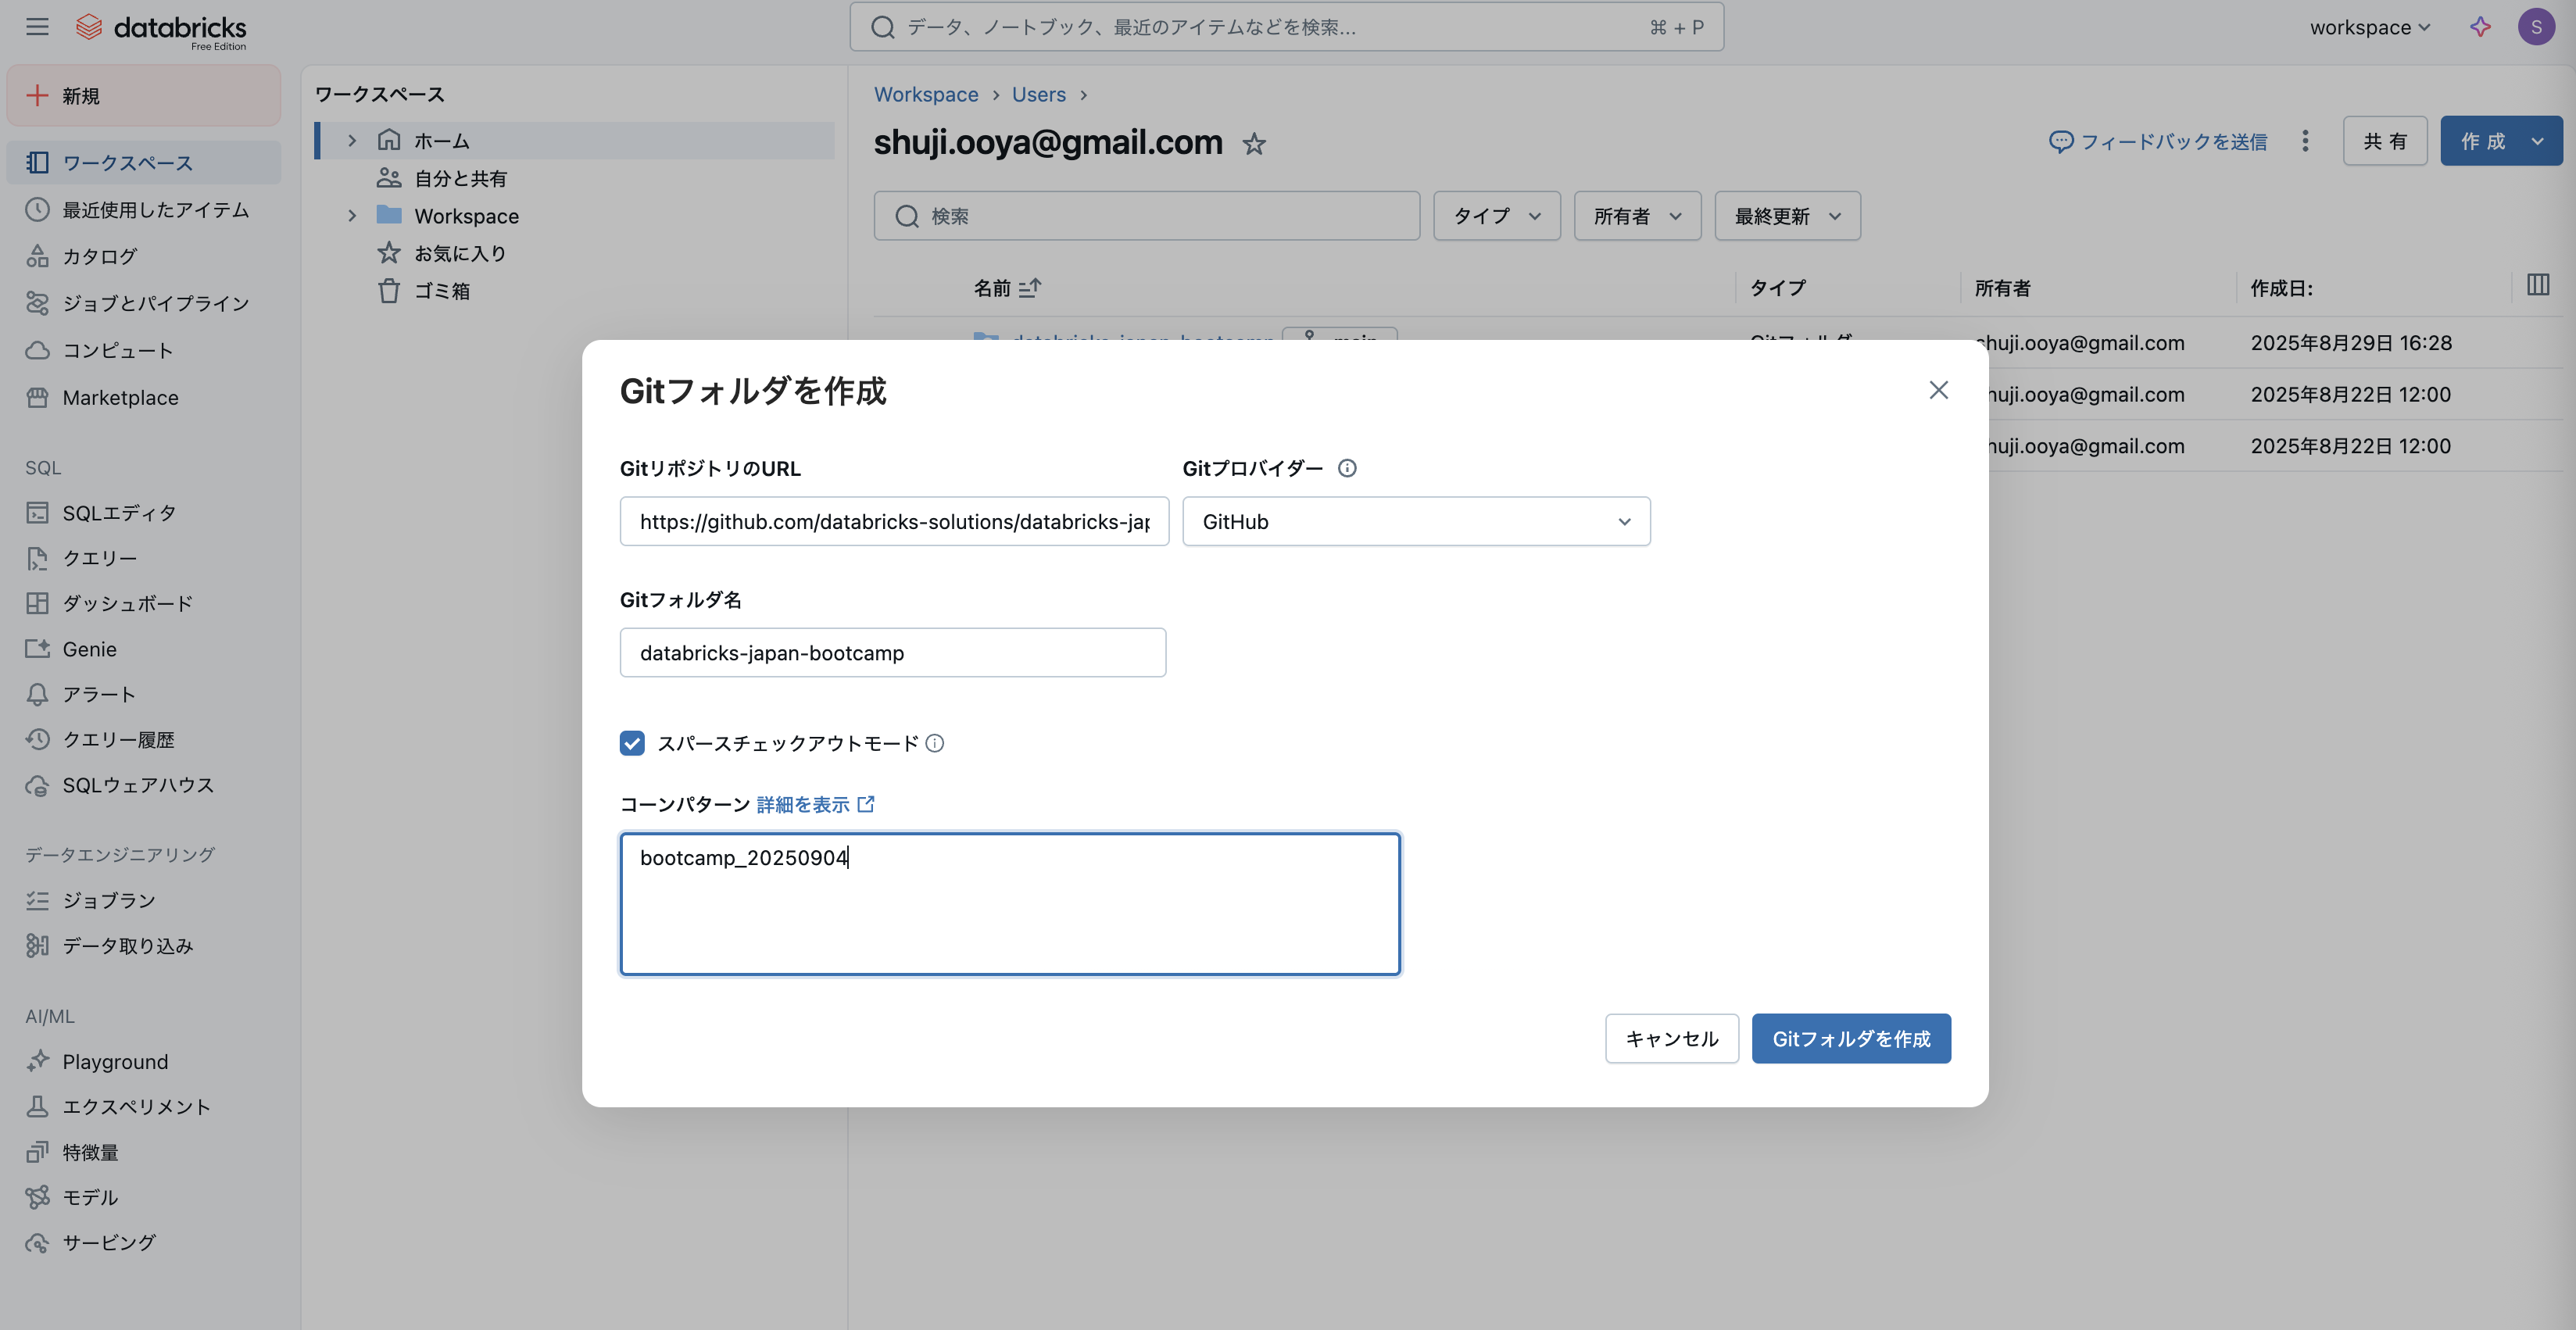 databricks
Free Edition
データ、ノートブック、最近のアイテムなどを検索...
⌘ + P
workspace
S
新規
ワークスペース
最近使用したアイテム
カタログ
ジョブとパイプライン
コンピュート
Marketplace
SQL
SQLエディタ
クエリー
ダッシュボード
Genie
アラート
クエリー履歴
SQLウェアハウス
データエンジニアリング
ジョブラン
データ取り込み
AI/ML
Playground
エクスペリメント
特徴量
モデル
サービング
ワークスペース
ホーム
自分と共有
Workspace
お気に入り
ゴミ箱
Workspace > Users >
shuji.ooya@gmail.com
フィードバックを送信
共 有
作 成
検索
タイプ
所有者
最終更新
名前 タイプ 所有者 作成日:
databricks-japan-bootcamp main Gitフォルダ shuji.ooya@gmail.com 2025年8月29日 16:28
huji.ooya@gmail.com 2025年8月22日 12:00
huji.ooya@gmail.com 2025年8月22日 12:00
Gitフォルダを作成
GitリポジトリのURL
https://github.com/databricks-solutions/databricks-jap
Gitプロバイダー
GitHub
Gitフォルダ名
databricks-japan-bootcamp
スパースチェックアウトモード
コーンパターン 詳細を表示
bootcamp_20250904
キャンセル
Gitフォルダを作成